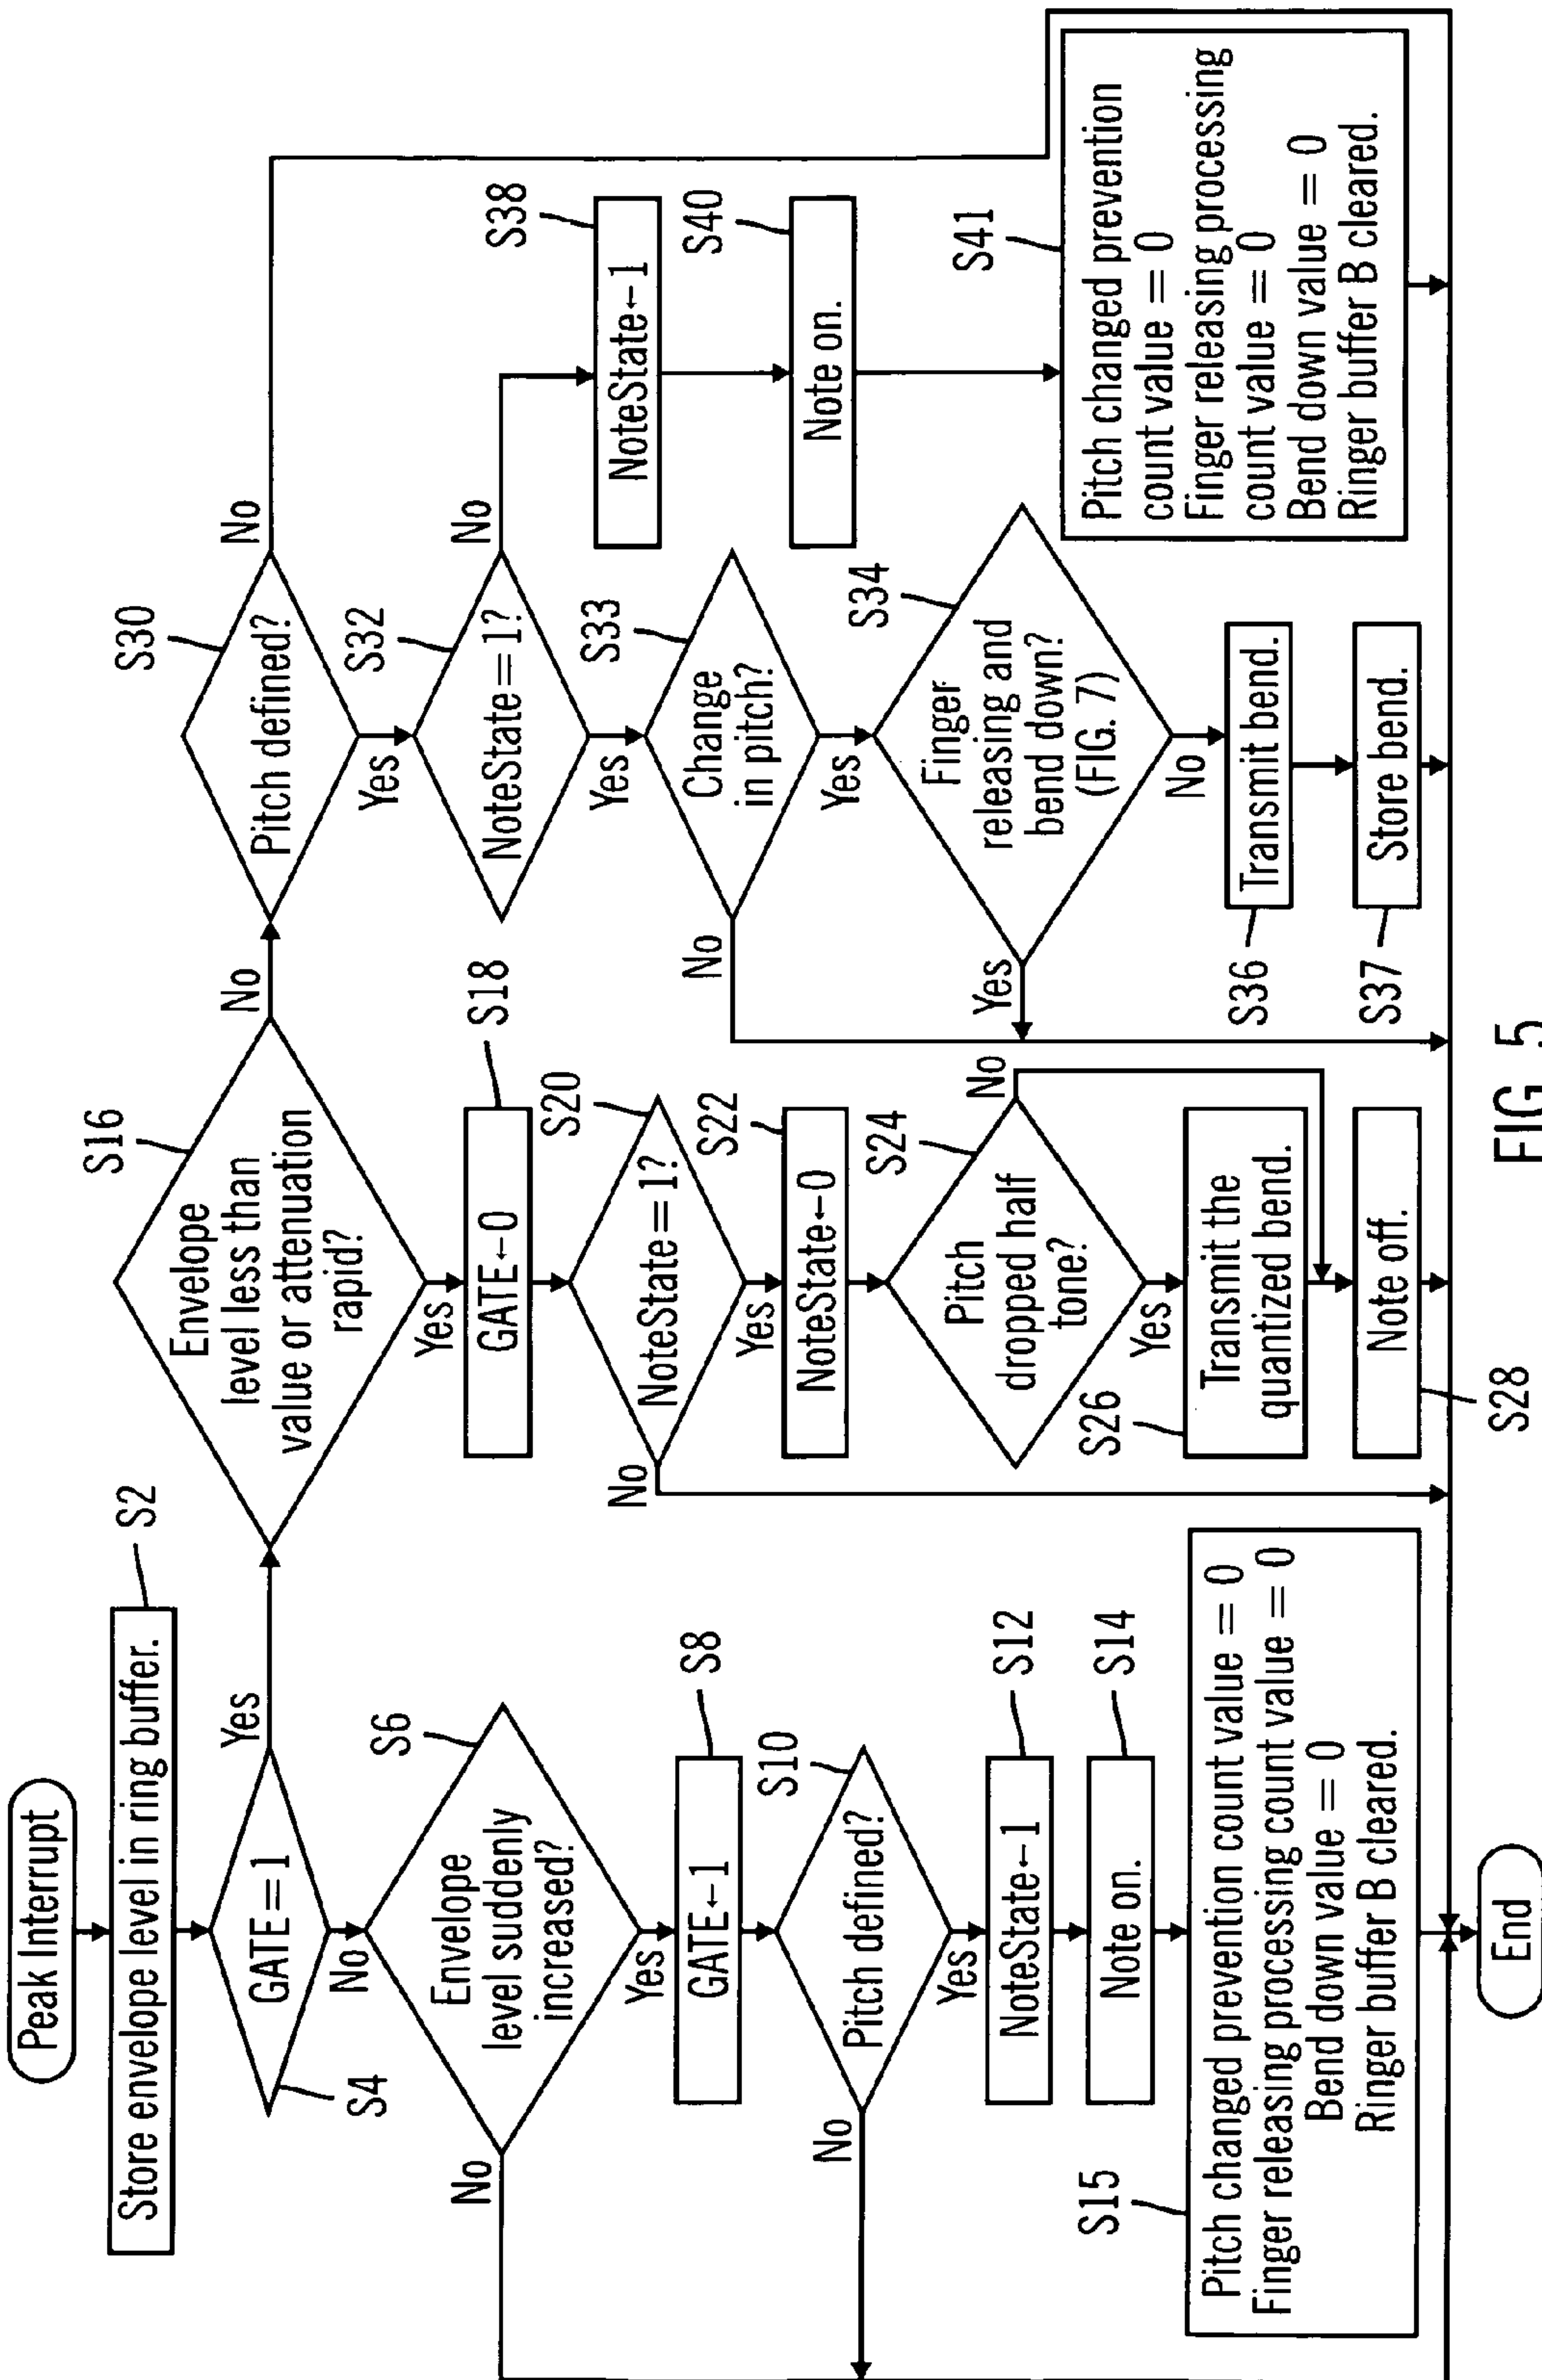 Peak Interrupt
Store envelope level in ring buffer.
S2
GATE=1
S4
Yes
No
Envelope
level suddenly
increased?
S6
No
Yes
GATE←1
S8
Pitch defined?
S10
No
Yes
NoteState←1
S12
Note on.
S14
Pitch changed prevention count value = 0
Finger releasing processing count value = 0
Bend down value = 0
Ringer buffer B cleared.
S15
End
Envelope
level less than
value or attenuation
rapid?
S16
No
Yes
GATE←0
S18
NoteState=1?
S20
No
Yes
NoteState←0
S22
Pitch
dropped half
tone?
S24
No
Yes
Transmit the
quantized bend.
S26
Note off.
S28
Pitch defined?
S30
No
Yes
NoteState=1?
S32
No
Yes
Change
in pitch?
S33
No
Yes
Finger
releasing and
bend down?
(FIG. 7)
S34
Yes
No
Transmit bend.
S36
Store bend.
S37
NoteState←1
S38
Note on.
S40
Pitch changed prevention
count value = 0
Finger releasing processing
count value = 0
Bend down value = 0
Ringer buffer B cleared.
S41
FIG. 5